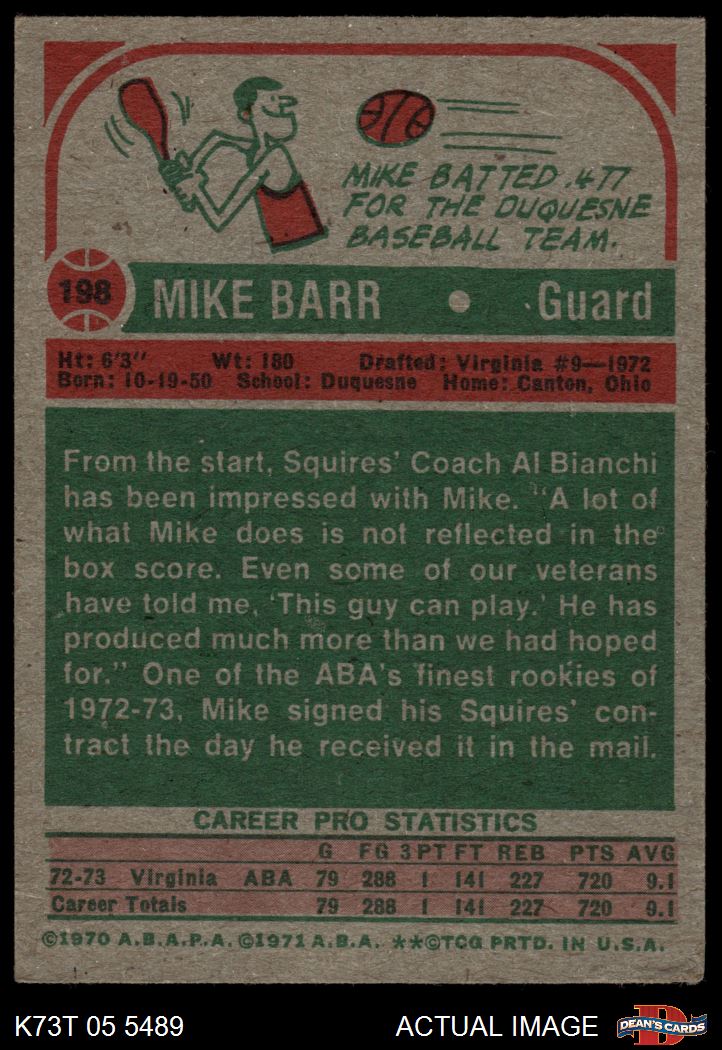 MIKE BATTED .477
FOR THE DUQUESNE
BASEBALL TEAM.
198 MIKE BARR • Guard
Ht: 6'3" Wt: 180 Drafted: Virginia #9—1972
Born: 10-19-50 School: Duquesne Home: Canton, Ohio
From the start, Squires' Coach Al Bianchi
has been impressed with Mike. "A lot of
what Mike does is not reflected in the
box score. Even some of our veterans
have told me, 'This guy can play.' He has
produced much more than we had hoped
for." One of the ABA's finest rookies of
1972-73, Mike signed his Squires' con-
tract the day he received it in the mail.
CAREER PRO STATISTICS
G FG 3PT FT REB PTS AVG
72-73 Virginia ABA 79 288 1 141 227 720 9.1
Career Totals 79 288 1 141 227 720 9.1
©1970 A.B.A.P.A. ©1971 A.B.A. **©TCG PRTD. IN U.S.A.
K73T 05 5489 ACTUAL IMAGE D DEAN'S CARDS